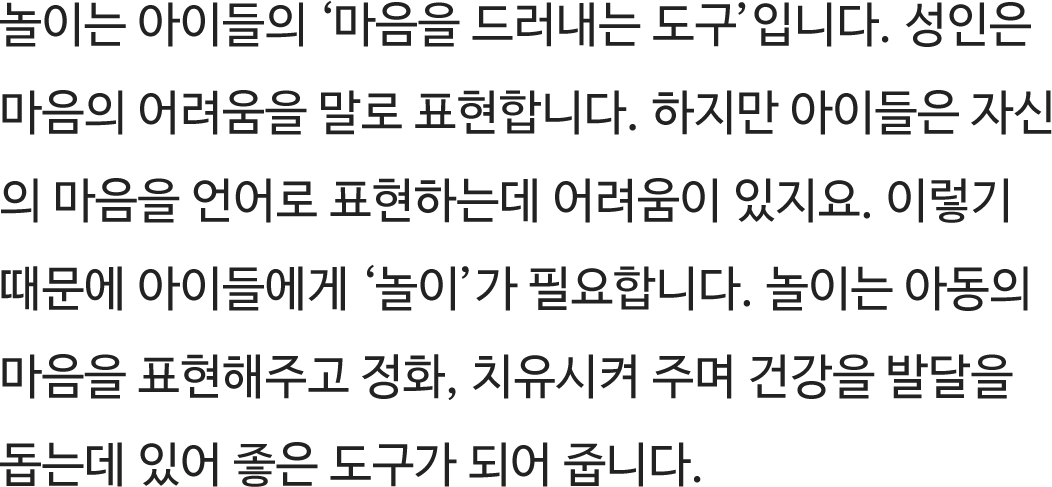 놀이는 아이들의 ‘마음을 드러내는 도구’입니다. 성인은
마음의 어려움을 말로 표현합니다. 하지만 아이들은 자신
의 마음을 언어로 표현하는데 어려움이 있지요. 이렇기
때문에 아이들에게 ‘놀이’가 필요합니다. 놀이는 아동의
마음을 표현해주고 정화, 치유시켜 주며 건강을 발달을
돕는데 있어 좋은 도구가 되어 줍니다.